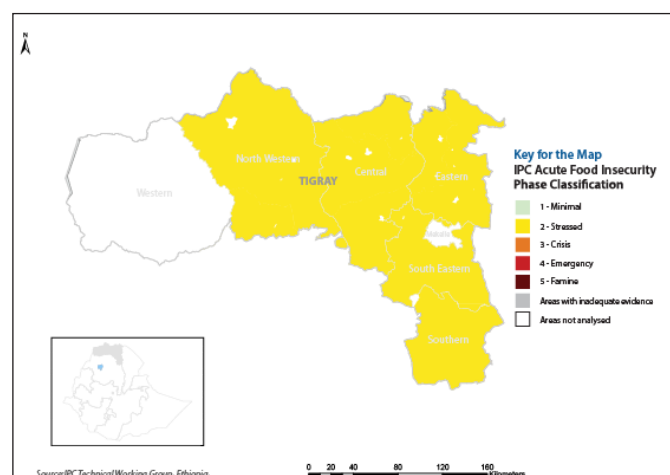 N
Western
North Western
TIGRAY
Central
Eastern
South Eastern
Southern
Key for the Map
IPC Acute Food Insecurity
Phase Classification
1 - Minimal
2 - Stressed
3 - Crisis
4 - Emergency
5 - Famine
Areas with inadequate evidence
Areas not analysed
Source:IPC Technical Working Group, Ethiopia
0 20 40 80 120 160
Kilometers